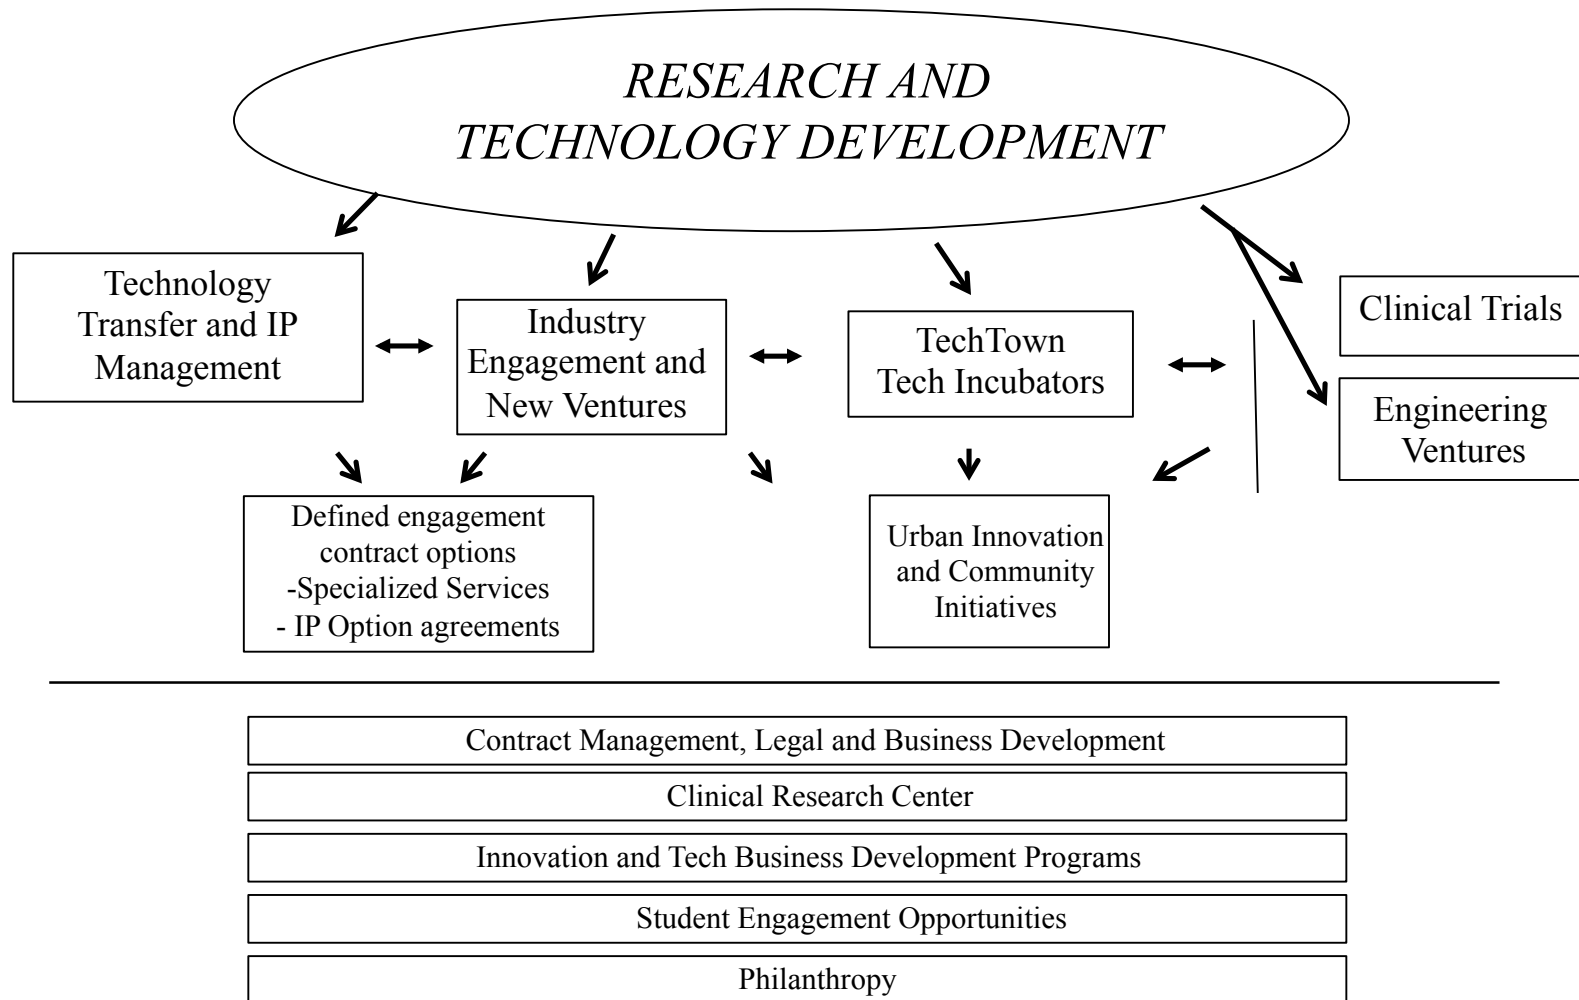 RESEARCH AND
TECHNOLOGY DEVELOPMENT
Technology
Transfer and IP
Management
Industry
Engagement and
New Ventures
TechTown
Tech Incubators
Clinical Trials
Engineering
Ventures
Defined engagement
contract options
-Specialized Services
- IP Option agreements
Urban Innovation
and Community
Initiatives
Contract Management, Legal and Business Development
Clinical Research Center
Innovation and Tech Business Development Programs
Student Engagement Opportunities
Philanthropy